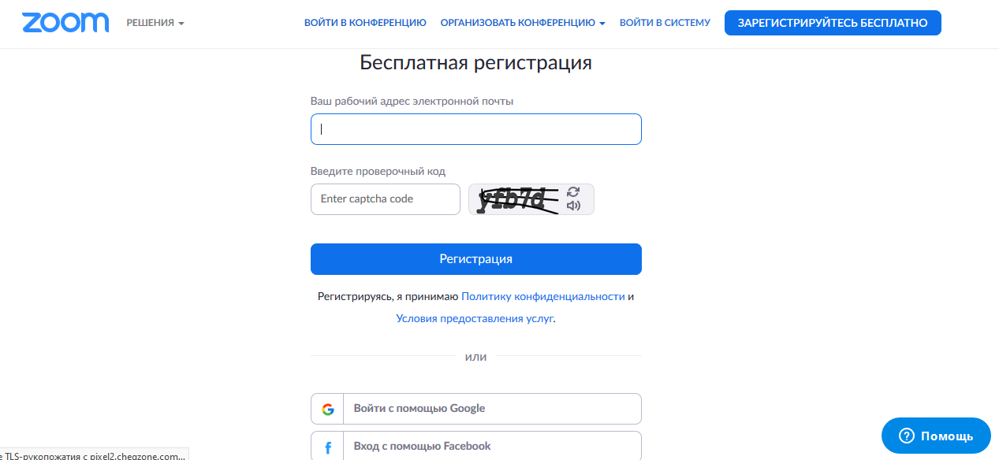 zoom РЕШЕНИЯ ВОЙТИ В КОНФЕРЕНЦИЮ ОРГАНИЗОВАТЬ КОНФЕРЕНЦИЮ ВОЙТИ В СИСТЕМУ ЗАРЕГИСТРИРУЙТЕСЬ БЕСПЛАТНО
Бесплатная регистрация
Ваш рабочий адрес электронной почты
Введите проверочный код
Enter captcha code
Регистрация
Регистрируясь, я принимаю Политику конфиденциальности и
Условия предоставления услуг.
или
Войти с помощью Google
Вход с помощью Facebook
Помощь
е TLS-рукопожатия с pixel2.cheqzone.com...